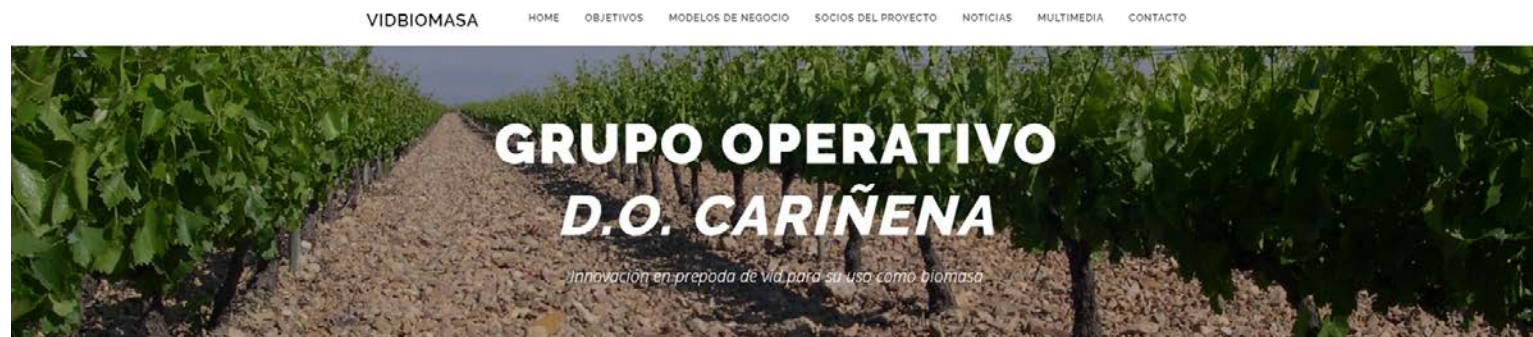 VIDBIOMASA HOME OBJETIVOS MODELOS DE NEGOCIO SOCIOS DEL PROYECTO NOTICIAS MULTIMEDIA CONTACTO
GRUPO OPERATIVO
D.O. CARIÑENA
Innovación en prepoda de vid para su uso como biomasa